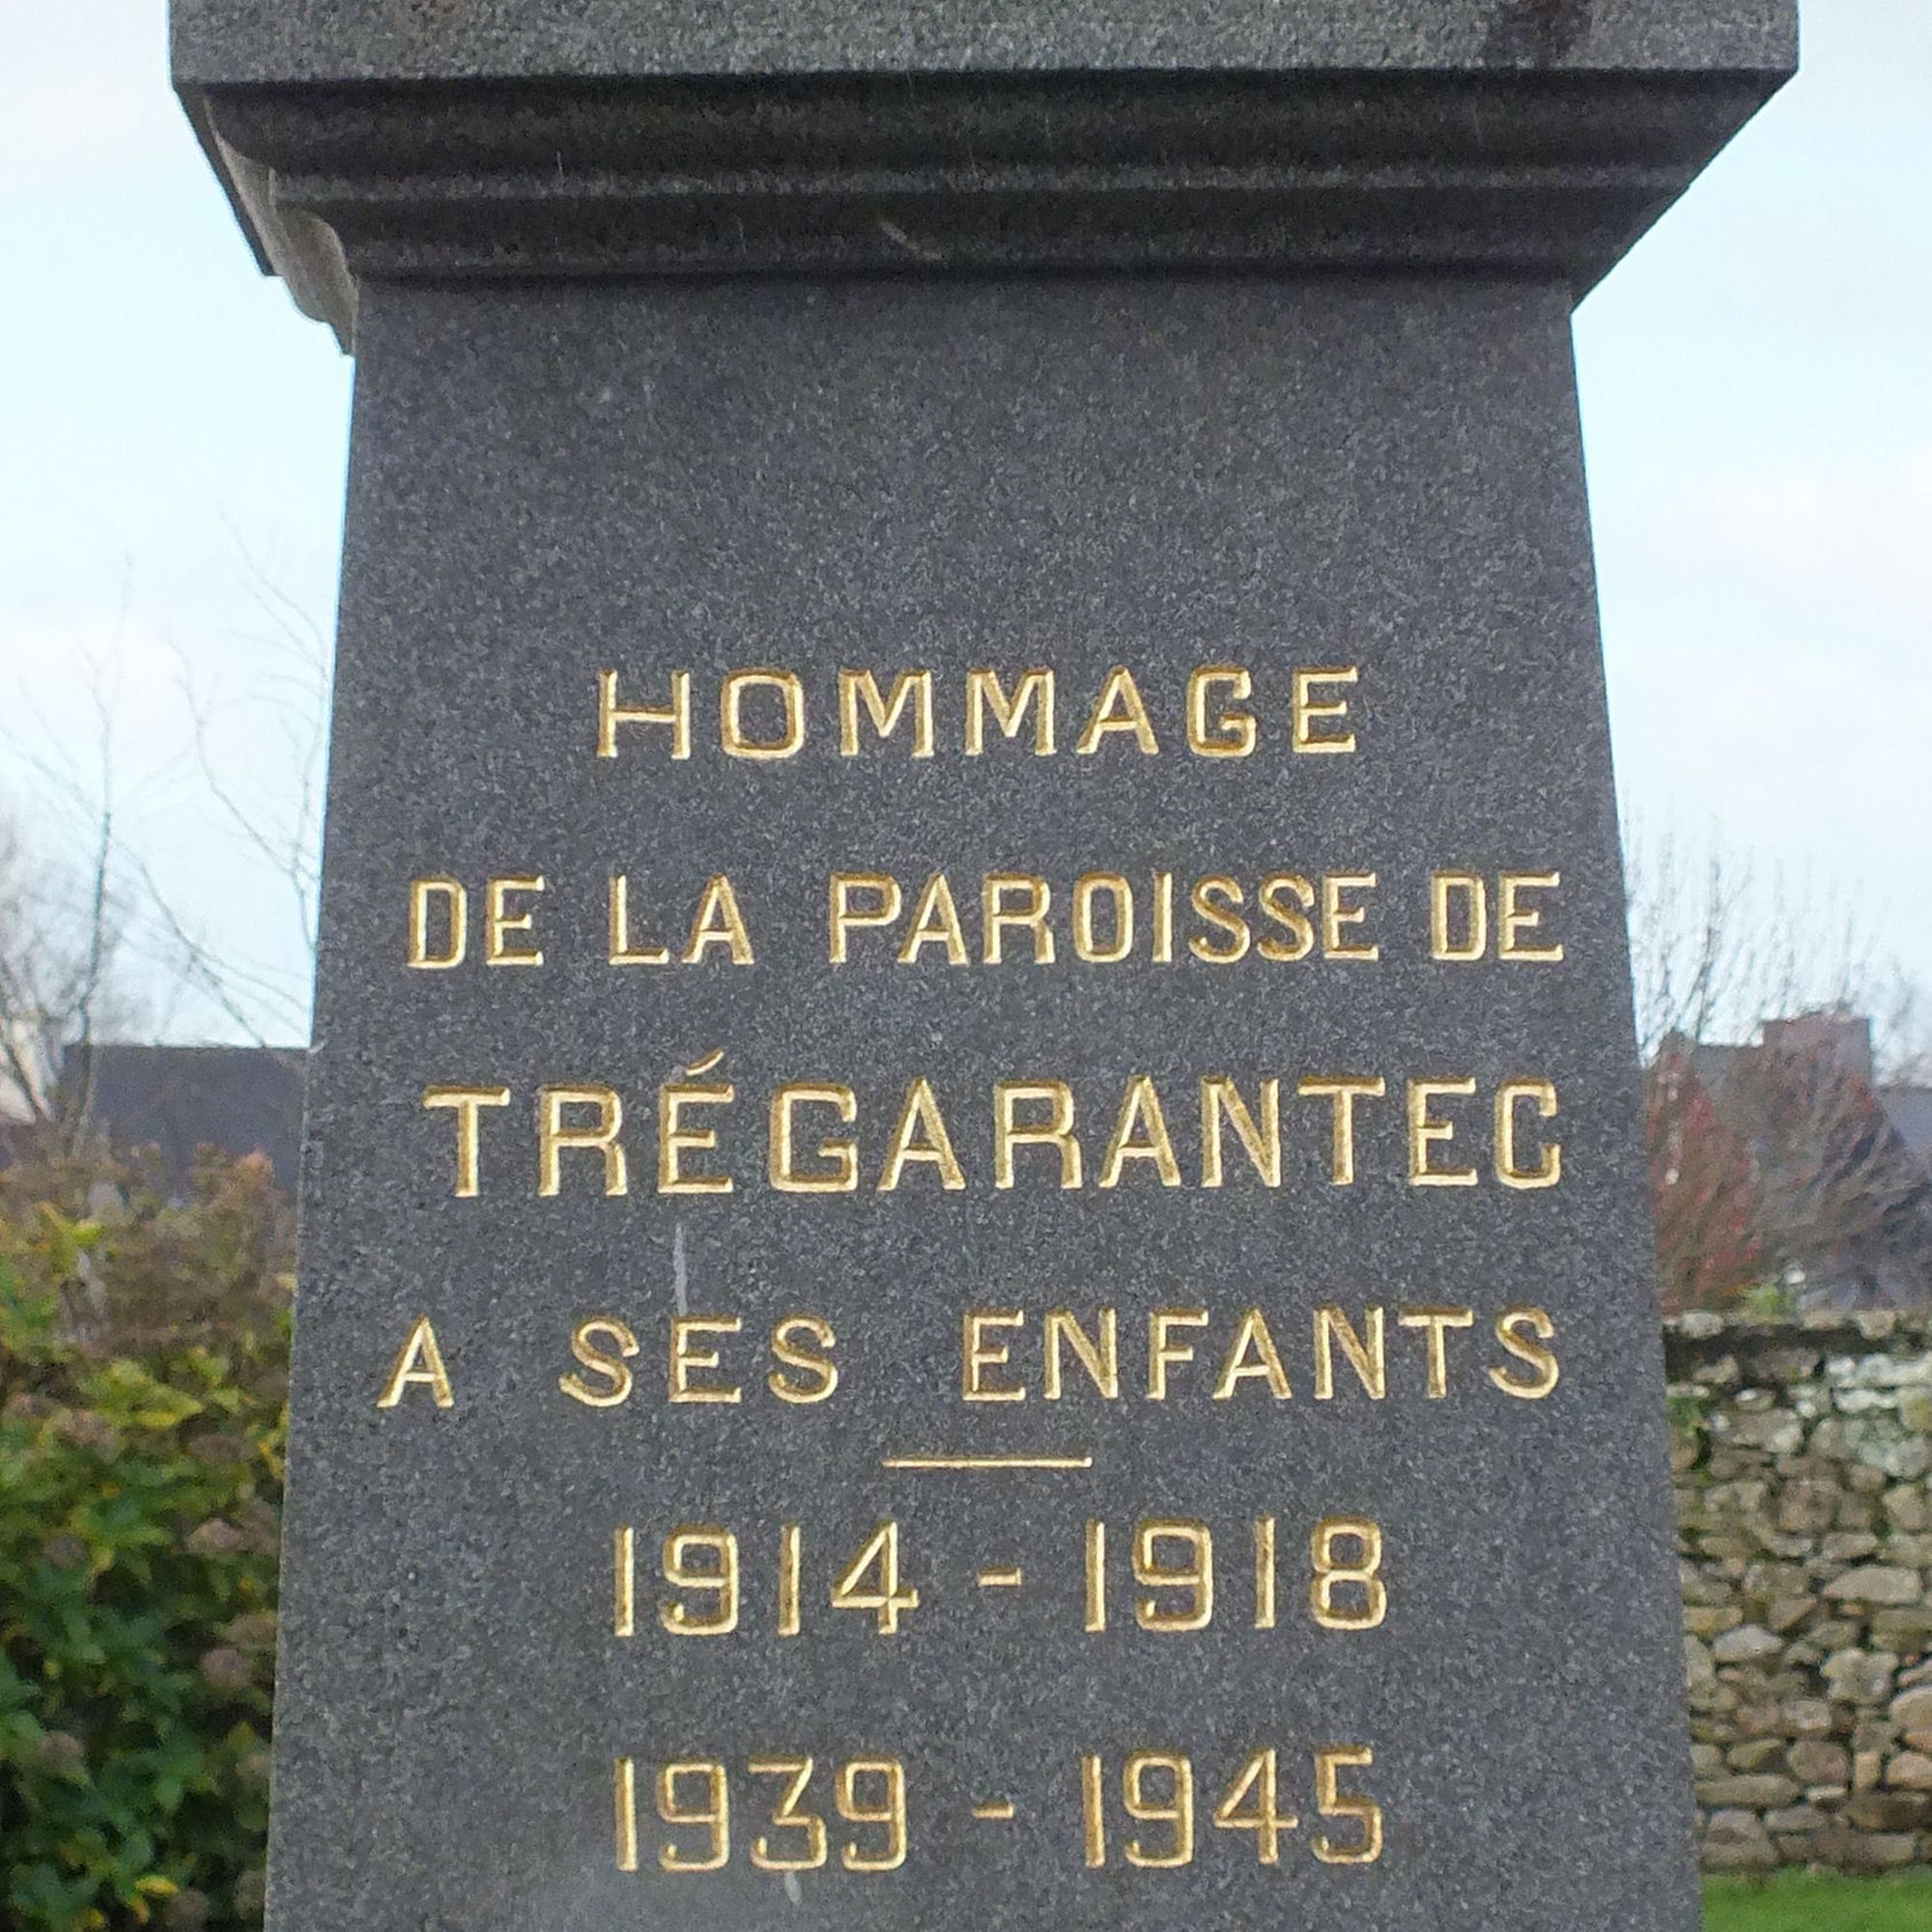 HOMMAGE
DE LA PAROISSE DE
TRÉGARANTEC
A SES ENFANTS
1914 - 1918
1939 - 1945